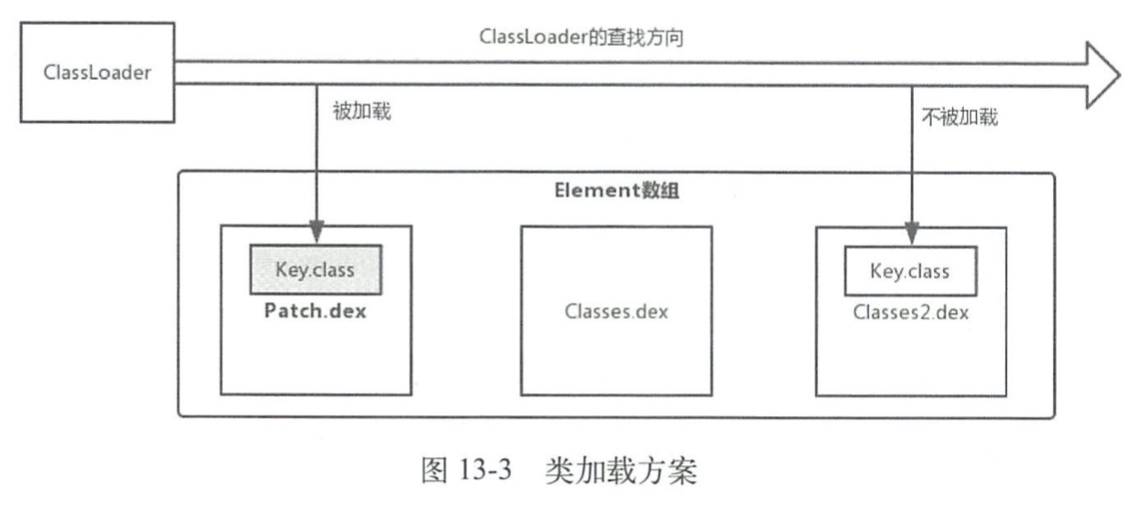 ClassLoader的查找方向
ClassLoader
被加载
不被加载
Element数组
Key.class
Patch.dex
Classes.dex
Key.class
Classes2.dex
图 13-3 类加载方案